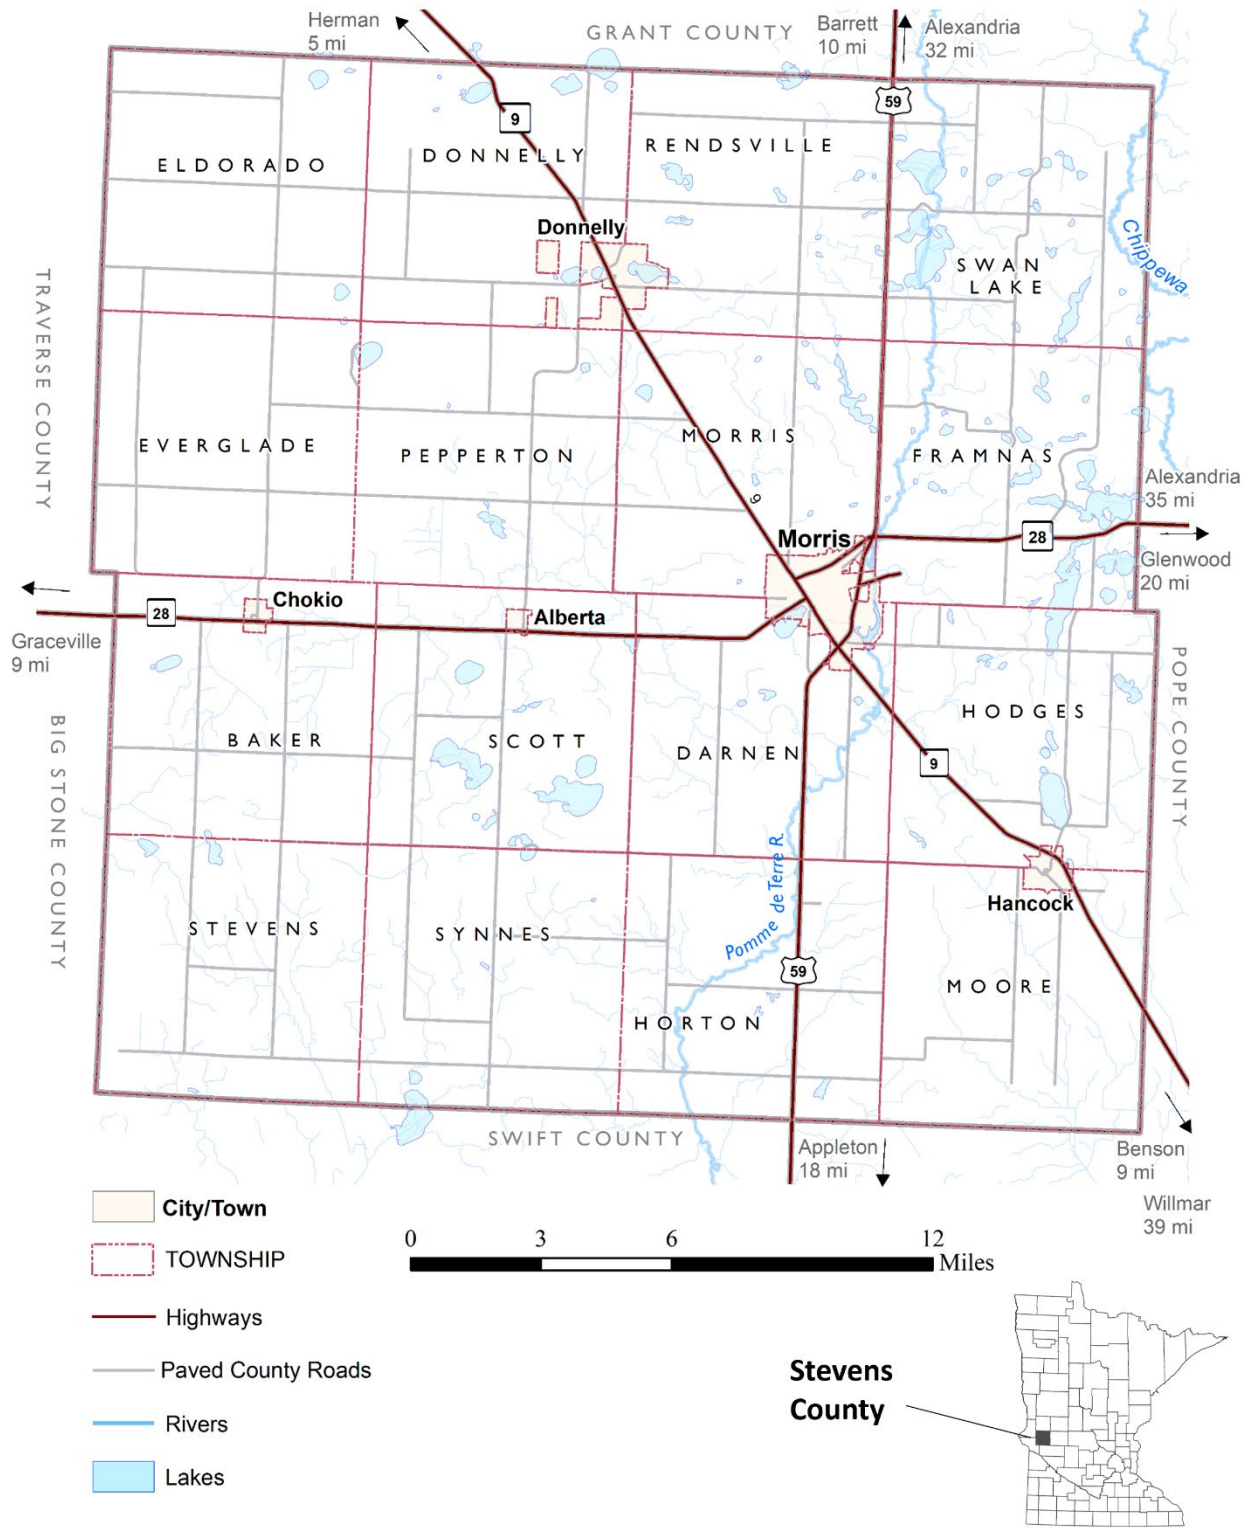 Herman
5 mi
GRANT COUNTY
Barrett
10 mi
Alexandria
32 mi
59
9
ELDORADO
DONNELLY
RENDSVILLE
Donnelly
Chippewa
SWAN
LAKE
TRAVERSE COUNTY
EVERGLADE
PEPPERTON
MORRIS
FRAMNAS
9
Alexandria
35 mi
Morris
28
Glenwood
20 mi
Chokio
Alberta
28
Graceville
9 mi
POPE COUNTY
BIG STONE COUNTY
BAKER
SCOTT
DARNEN
HODGES
9
Pomme de Terre R.
Hancock
STEVENS
SYNNES
59
MOORE
HORTON
SWIFT COUNTY
Appleton
18 mi
Benson
9 mi
Willmar
39 mi
City/Town
TOWNSHIP
Highways
Paved County Roads
Rivers
Lakes
0 3 6 12
Miles
Stevens
County